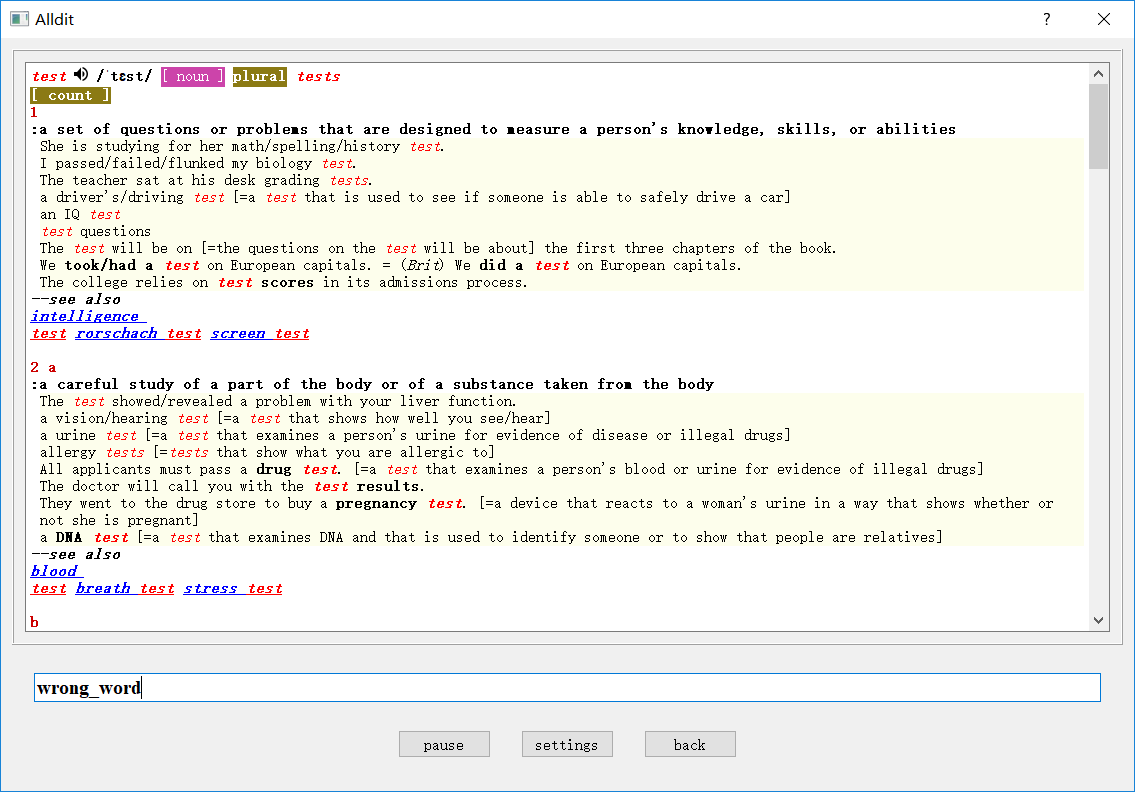 Alldit
?
test /ˈtɛst/ [ noun ] plural tests
[ count ]
1
:a set of questions or problems that are designed to measure a person's knowledge, skills, or abilities
She is studying for her math/spelling/history test.
I passed/failed/flunked my biology test.
The teacher sat at his desk grading tests.
a driver's/driving test [=a test that is used to see if someone is able to safely drive a car]
an IQ test
test questions
The test will be on [=the questions on the test will be about] the first three chapters of the book.
We took/had a test on European capitals. = (Brit) We did a test on European capitals.
The college relies on test scores in its admissions process.
--see also
intelligence
test rorschach test screen test
2 a
:a careful study of a part of the body or of a substance taken from the body
The test showed/revealed a problem with your liver function.
a vision/hearing test [=a test that shows how well you see/hear]
a urine test [=a test that examines a person's urine for evidence of disease or illegal drugs]
allergy tests [=tests that show what you are allergic to]
All applicants must pass a drug test. [=a test that examines a person's blood or urine for evidence of illegal drugs]
The doctor will call you with the test results.
They went to the drug store to buy a pregnancy test. [=a device that reacts to a woman's urine in a way that shows whether or
not she is pregnant]
a DNA test [=a test that examines DNA and that is used to identify someone or to show that people are relatives]
--see also
blood
test breath test stress test
b
wrong_word
pause settings back